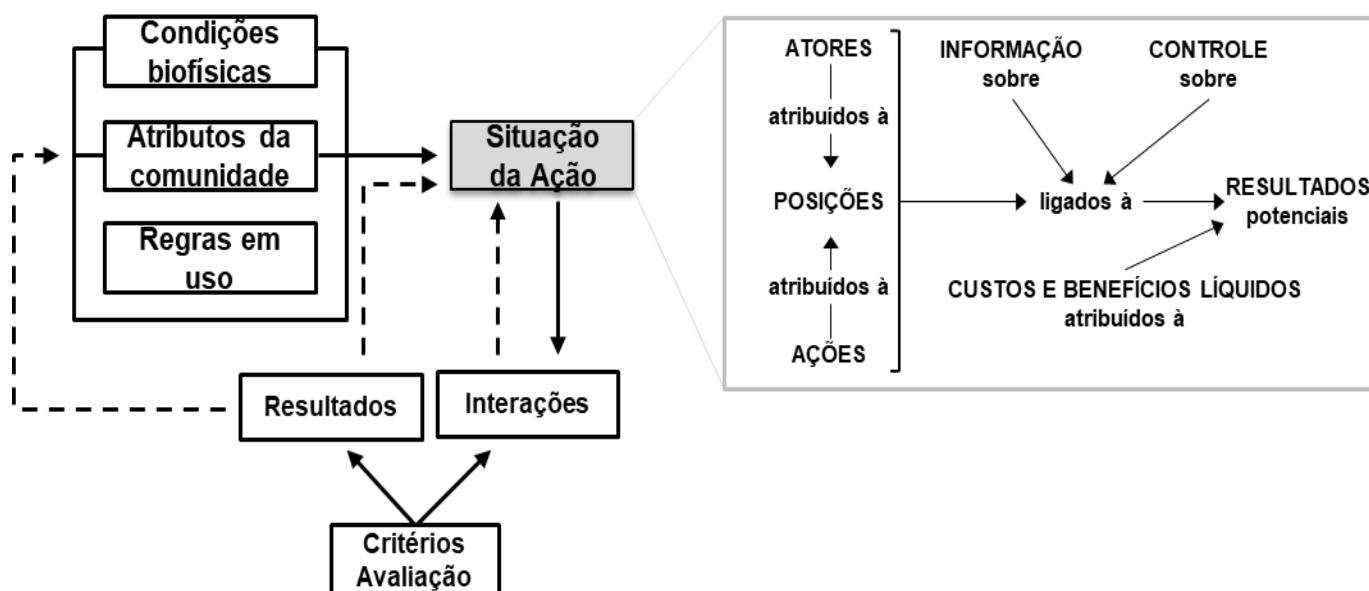 Condições
biofísicas
Atributos da
comunidade
Regras em
uso
Situação
da Ação
Resultados
Interações
Critérios
Avaliação
ATORES
atribuídos à
POSIÇÕES
atribuídos à
AÇÕES
INFORMAÇÃO
sobre
CONTROLE
sobre
ligados à
RESULTADOS
potenciais
CUSTOS E BENEFÍCIOS LÍQUIDOS
atribuídos à